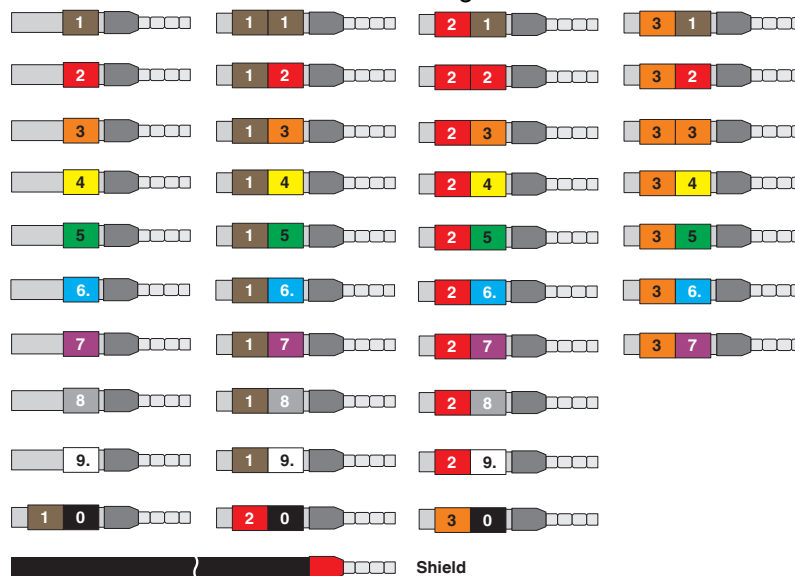 1 1 1 2 1 3 1
2 1 2 2 2 3 2
3 1 3 2 3 3 3
4 1 4 2 4 3 4
5 1 5 2 5 3 5
6. 1 6. 2 6. 3 6.
7 1 7 2 7 3 7
8 1 8 2 8
9. 1 9. 2 9.
1 0 2 0 3 0
Shield